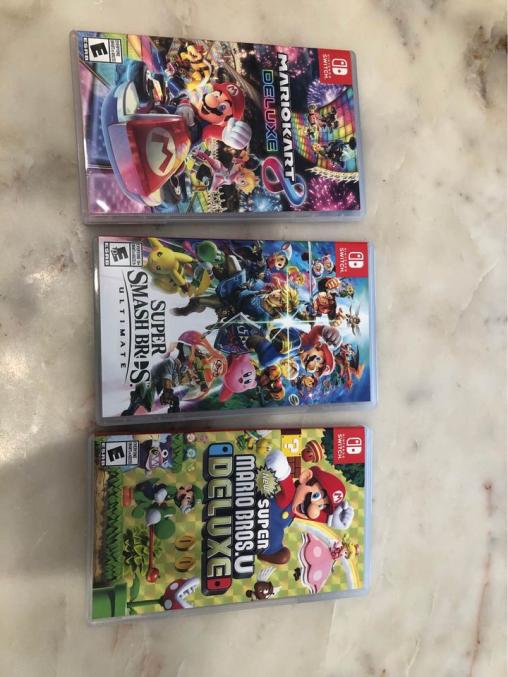 NINTENDO
SWITCH
MARIOKART
8
DELUXE
E
NINTENDO
SWITCH
SUPER
SMASH BROS.
ULTIMATE
E
NINTENDO
SWITCH
NEW
SUPER
MARIO BROS. U
DELUXE
E